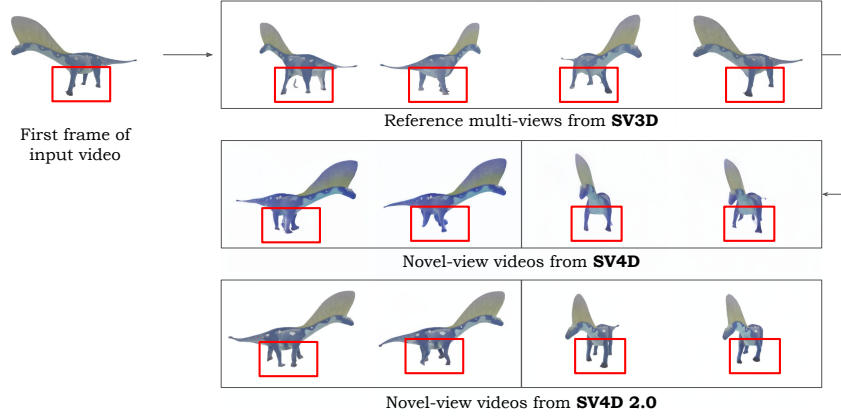 First frame of
input video
Reference multi-views from SV3D
Novel-view videos from SV4D
Novel-view videos from SV4D 2.0